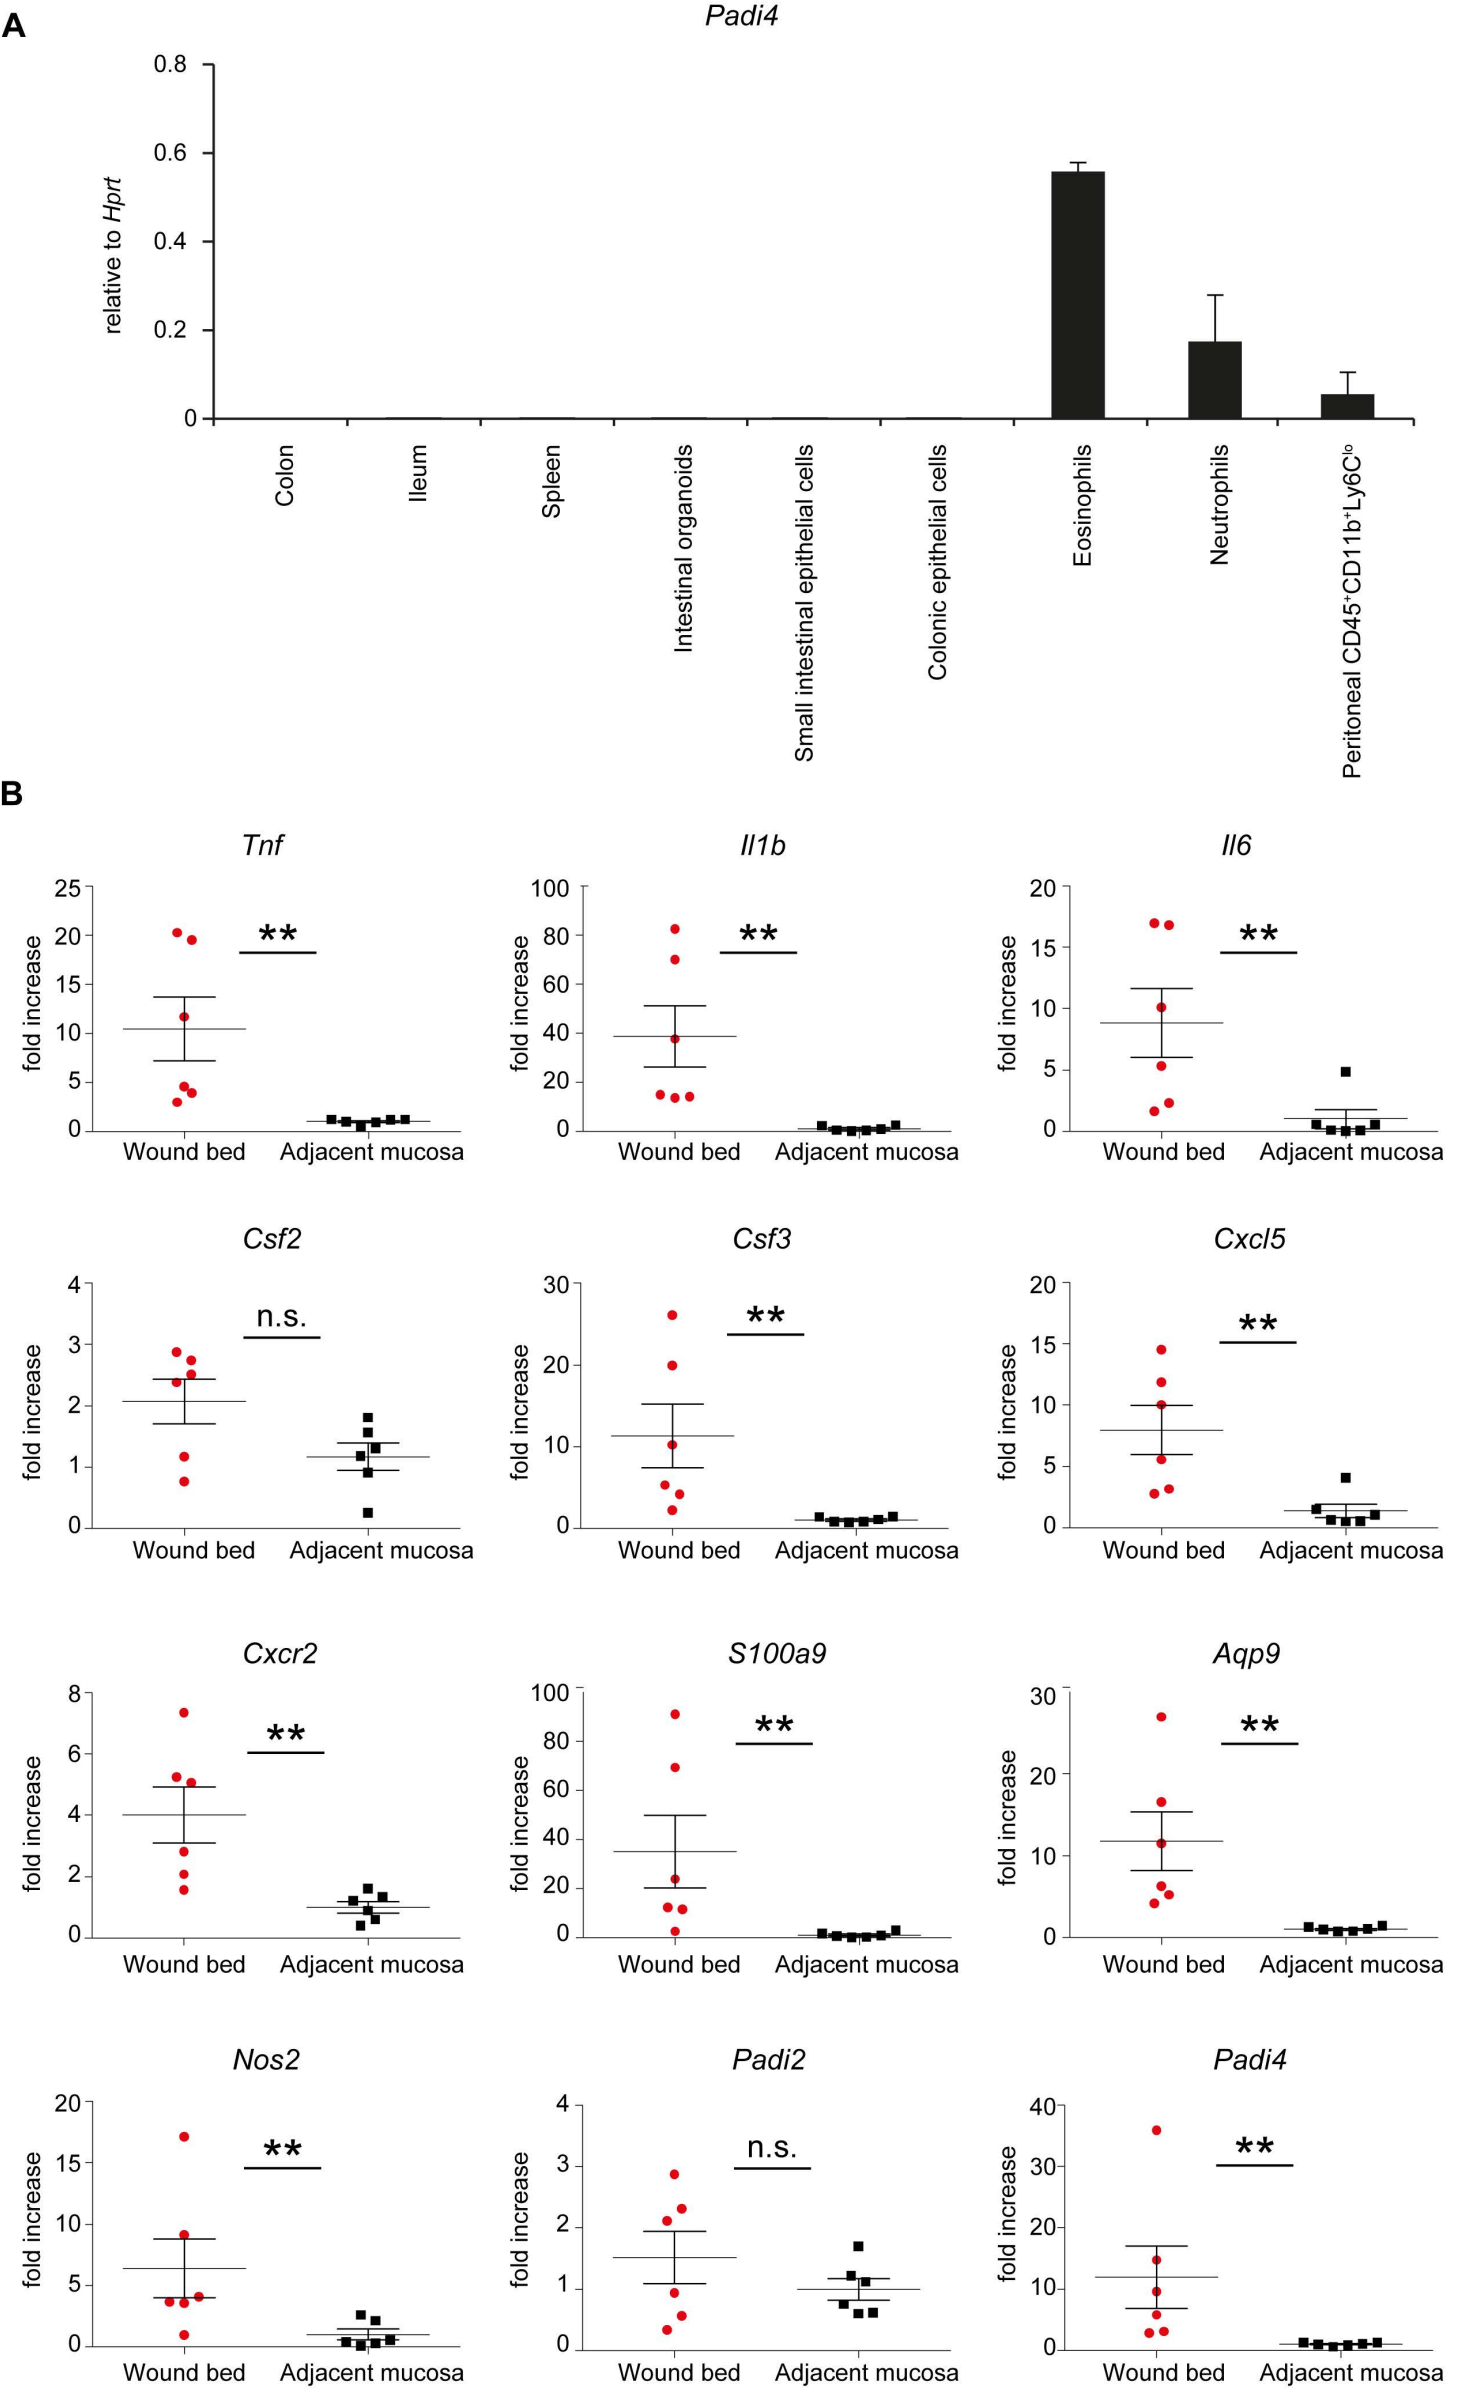 A
Padi4
0.8
0.6
0.4
0.2
0
relative to Hprt
Colon
Ileum
Spleen
Intestinal organoids
Small intestinal epithelial cells
Colonic epithelial cells
Eosinophils
Neutrophils
Peritoneal CD45⁺CD11b⁺Ly6Cˡᵒ
B
Tnf
25
20
15
10
5
0
fold increase
**
Wound bed Adjacent mucosa
Il1b
100
80
60
40
20
0
fold increase
**
Wound bed Adjacent mucosa
Il6
20
15
10
5
0
fold increase
**
Wound bed Adjacent mucosa
Csf2
4
3
2
1
0
fold increase
n.s.
Wound bed Adjacent mucosa
Csf3
30
20
10
0
fold increase
**
Wound bed Adjacent mucosa
Cxcl5
20
15
10
5
0
fold increase
**
Wound bed Adjacent mucosa
Cxcr2
8
6
4
2
0
fold increase
**
Wound bed Adjacent mucosa
S100a9
100
80
60
40
20
0
fold increase
**
Wound bed Adjacent mucosa
Aqp9
30
20
10
0
fold increase
**
Wound bed Adjacent mucosa
Nos2
20
15
10
5
0
fold increase
**
Wound bed Adjacent mucosa
Padi2
4
3
2
1
0
fold increase
n.s.
Wound bed Adjacent mucosa
Padi4
40
30
20
10
0
fold increase
**
Wound bed Adjacent mucosa